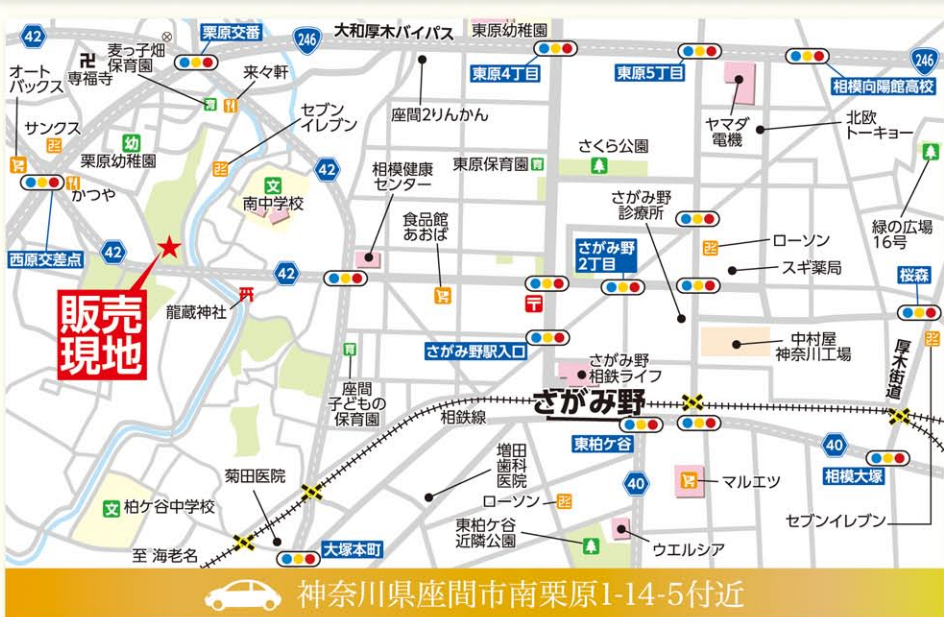 42
栗原交番
246
大和厚木バイパス
東原幼稚園
東原4丁目
東原5丁目
相模向陽館高校
246
オート
バックス
卍
専福寺
麦っ子畑
保育園
育
来々軒
座間2りんかん
ヤマダ
電機
北欧
トーキョー
サンクス
幼
栗原幼稚園
セブン
イレブン
42
相模健康
センター
東原保育園
育
さくら公園
かつや
文
南中学校
食品館
あおば
さがみ野
診療所
緑の広場
16号
西原交差点
42
42
さがみ野
2丁目
ローソン
スギ薬局
桜森
販売
現地
龍蔵神社
〒
さがみ野駅入口
中村屋
神奈川工場
厚木街道
育
座間
子どもの
保育園
さがみ野
相鉄ライフ
相鉄線
さがみ野
東柏ケ谷
40
相模大塚
菊田医院
増田
歯科
医院
40
マルエツ
文
柏ケ谷中学校
ローソン
セブンイレブン
至 海老名
大塚本町
東柏ケ谷
近隣公園
ウエルシア
神奈川県座間市南栗原1-14-5付近